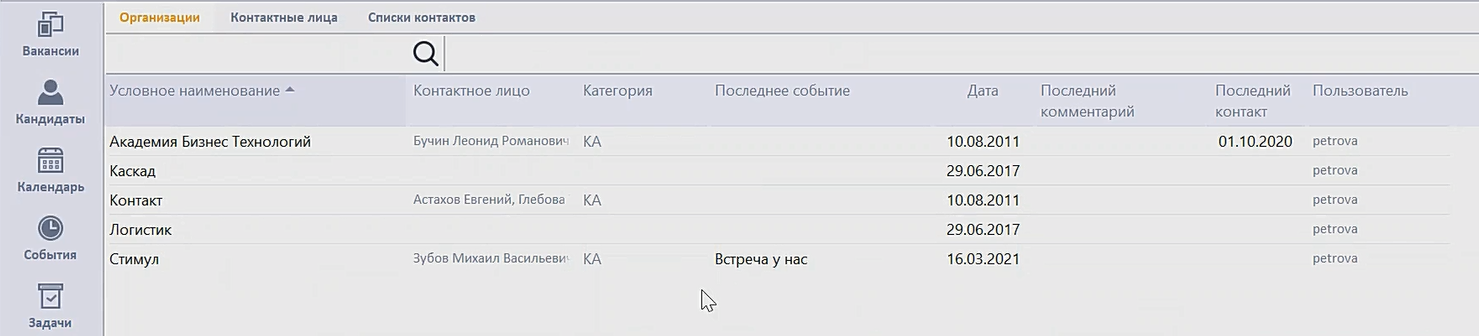 Организации Контактные лица Списки контактов
Вакансии
Кандидаты
Календарь
События
Задачи
Условное наименование Контактное лицо Категория Последнее событие Дата Последний комментарий Последний контакт Пользователь
Академия Бизнес Технологий Бучин Леонид Романович КА 10.08.2011 01.10.2020 petrova
Каскад 29.06.2017 petrova
Контакт Астахов Евгений, Глебова КА 10.08.2011 petrova
Логистик 29.06.2017 petrova
Стимул Зубов Михаил Васильеви КА Встреча у нас 16.03.2021 petrova